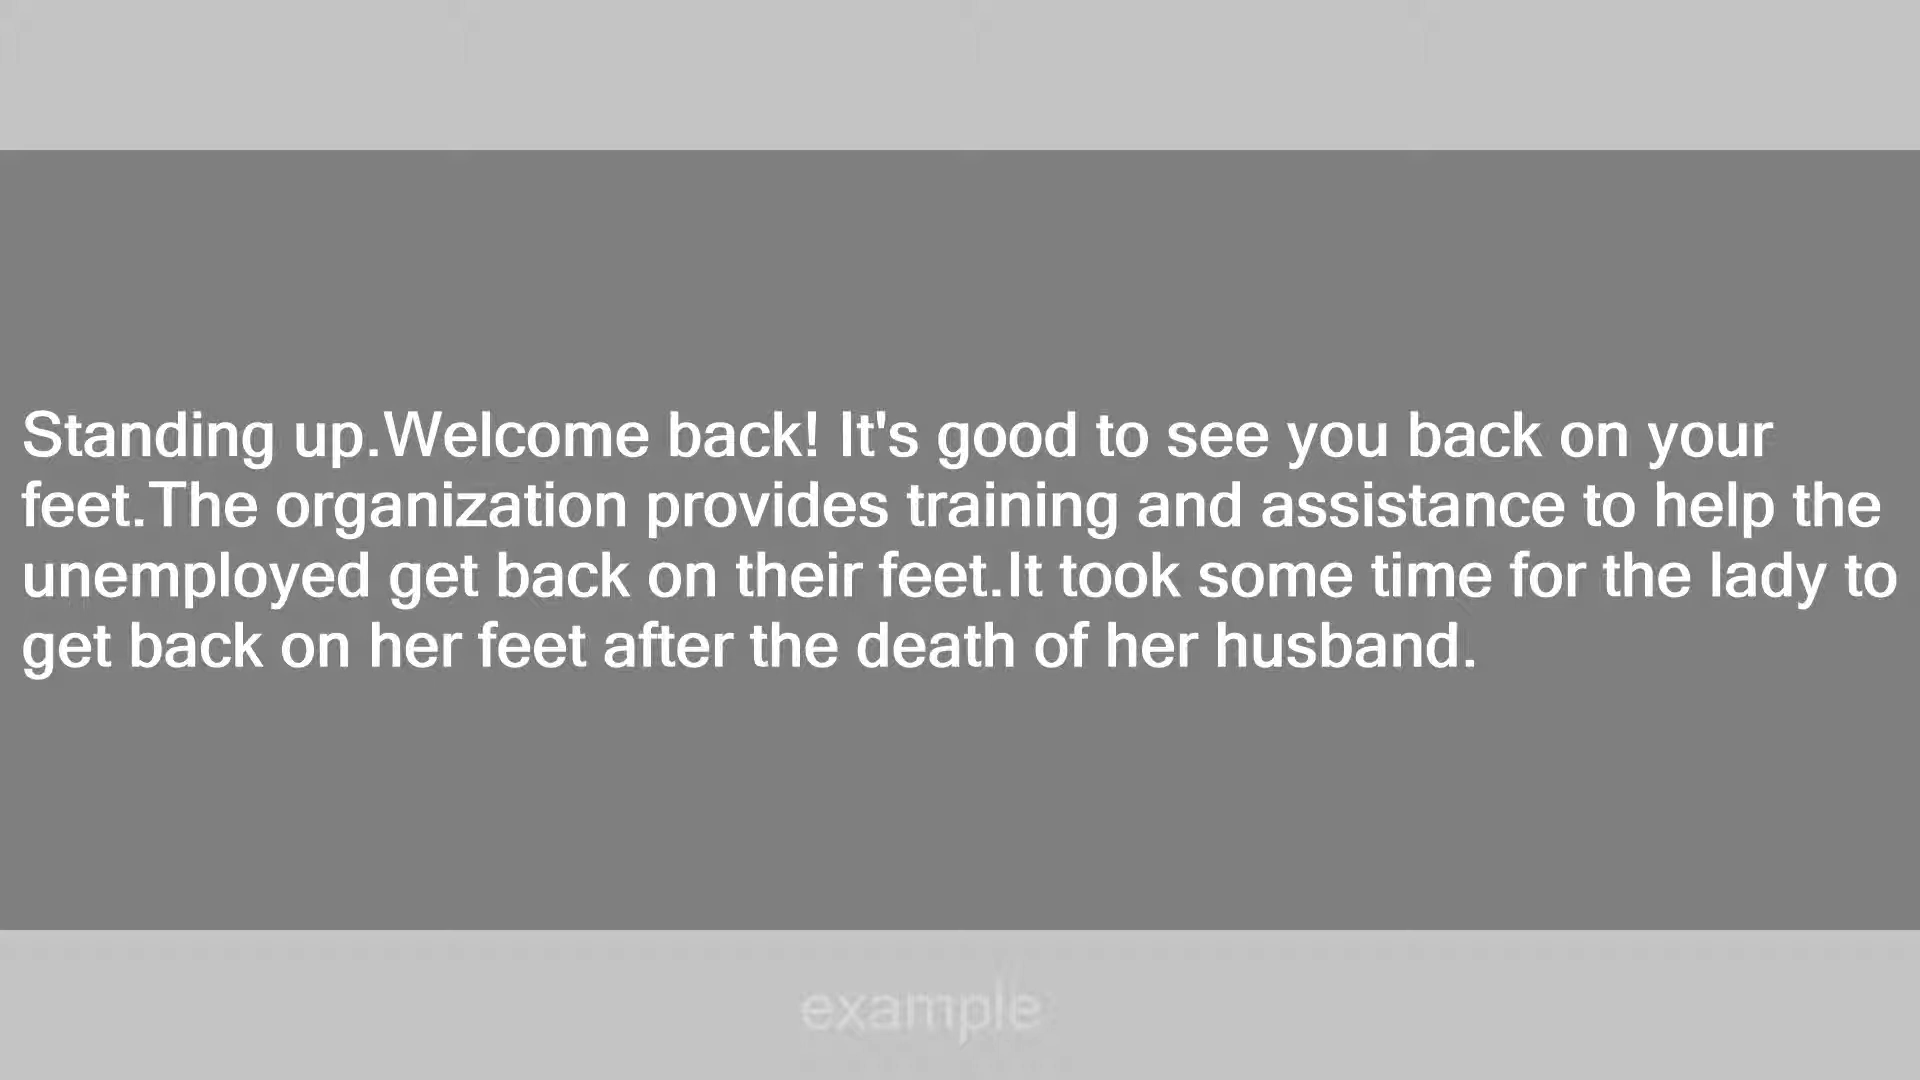 Standing up.Welcome back! It's good to see you back on your
feet.The organization provides training and assistance to help the
unemployed get back on their feet.It took some time for the lady to
get back on her feet after the death of her husband.
example